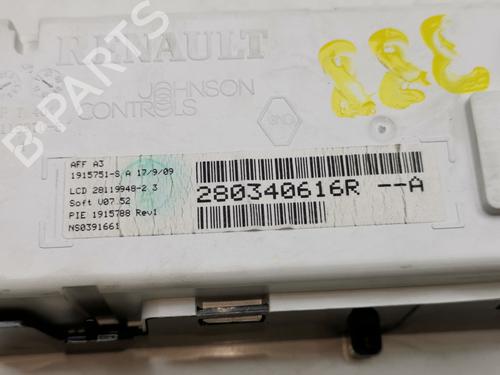 RENAULT
JOHNSON
CONTROLS
B-PARTS
AFF A3
1915751-S A 17/9/09
LCD 28119948-2.3
Soft V07.52
PIE 1915788 Rev1
NS0391661
280340616R --A